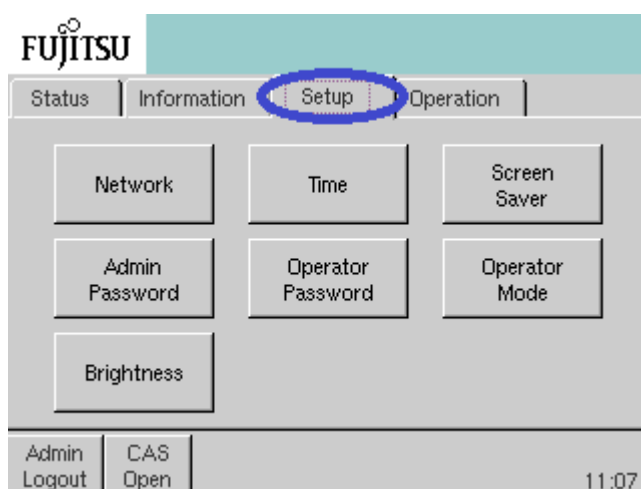 FUJITSU
Status Information Setup Operation
Network Time Screen
Saver
Admin
Password Operator
Password Operator
Mode
Brightness
Admin
Logout CAS
Open 11:07